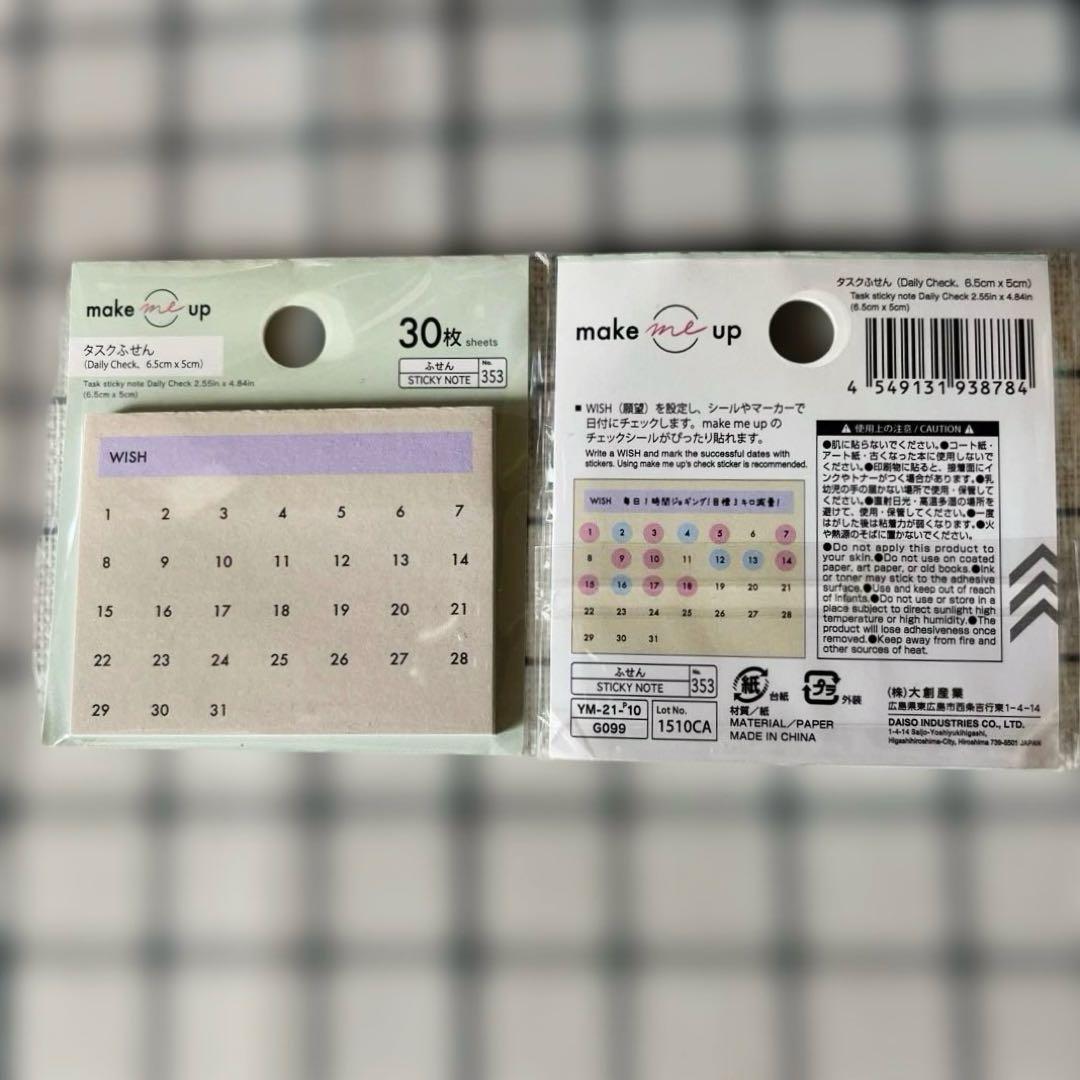 make me up
30枚 sheets
タスクふせん
(Daily Check、6.5cm x 5cm)
ふせん
STICKY NOTE
No.
353
Task sticky note Daily Check 2.55in x 4.84in
(6.5cm x 5cm)
WISH
1 2 3 4 5 6 7
8 9 10 11 12 13 14
15 16 17 18 19 20 21
22 23 24 25 26 27 28
29 30 31
タスクふせん (Daily Check、6.5cm x 5cm)
Task sticky note Daily Check 2.55in x 4.84in
(6.5cm x 5cm)
make me up
4 549131 938784
■ WISH（願望）を設定し、シールやマーカーで
日付にチェックします。make me up の
チェックシールがぴったり貼れます。
Write a WISH and mark the successful dates with
stickers. Using make me up's check sticker is recommended.
WISH 毎日1時間ジョギング!目標3キロ減量!
1 2 3 4 5 6 7
8 9 10 11 12 13 14
15 16 17 18 19 20 21
22 23 24 25 26 27 28
29 30 31
使用上の注意 / CAUTION
●肌に貼らないでください。●コート紙・
アート紙・古くなった本に使用しないで
ください。●印刷物に貼ると、接着面にイ
ンクやトナーがつく場合があります。●乳
幼児の手の届かない場所で使用・保管して
ください。●直射日光・高温多湿の場所を
避けて、使用・保管してください。●一度
はがした後は粘着力が弱くなります。●火
や熱源のそばに置かないでください。
●Do not apply this product to
your skin.●Do not use on coated
paper, art paper, or old books.●Ink
or toner may stick to the adhesive
surface.●Use and keep out of reach
of infants.●Do not use or store in a
place subject to direct sunlight high
temperature or high humidity.●The
product will lose adhesiveness once
removed.●Keep away from fire and
other sources of heat.
ふせん
STICKY NOTE
No.
353
YM-21-P10
G099
Lot No.
1510CA
紙 台紙
プラ 外装
材質／紙
MATERIAL/PAPER
MADE IN CHINA
(株)大創産業
広島県東広島市西条吉行東1-4-14
DAISO INDUSTRIES CO., LTD.
1-4-14 Saijo-Yoshiyukihigashi,
Higashihiroshima-City, Hiroshima 739-8501 JAPAN